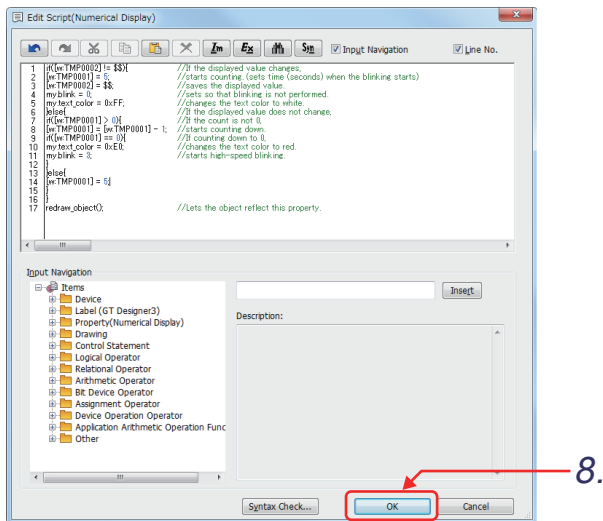 Edit Script(Numerical Display)
Im Ex Sym Input Navigation Line No.
1 if([w:TMP0002] != $$){ //If the displayed value changes,
2 [w:TMP0001] = 5; //starts counting. (sets time (seconds) when the blinking starts)
3 [w:TMP0002] = $$; //saves the displayed value.
4 my.blink = 0; //sets so that blinking is not performed.
5 my.text_color = 0xFF; //changes the text color to white.
6 }else{ //If the displayed value does not change,
7 if([w:TMP0001] > 0){ //If the count is not 0,
8 [w:TMP0001] = [w:TMP0001] - 1; //starts counting down.
9 if([w:TMP0001] == 0){ //If counting down to 0,
10 my.text_color = 0xE0; //changes the text color to red.
11 my.blink = 3; //starts high-speed blinking.
12 }
13 }else{
14 [w:TMP0001] = 5;
15 }
16 }
17 redraw_object(); //Lets the object reflect this property.
Input Navigation
Items
Device
Label (GT Designer3)
Property(Numerical Display)
Drawing
Control Statement
Logical Operator
Relational Operator
Arithmetic Operator
Bit Device Operator
Assignment Operator
Device Operation Operator
Application Arithmetic Operation Func
Other
Insert
Description:
8.
Syntax Check... OK Cancel